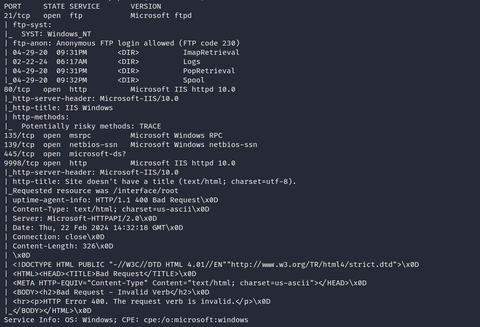 PORT     STATE SERVICE       VERSION
21/tcp   open  ftp           Microsoft ftpd
| ftp-syst:
|_  SYST: Windows_NT
| ftp-anon: Anonymous FTP login allowed (FTP code 230)
| 04-29-20  09:31PM       <DIR>          ImapRetrieval
| 02-22-24  06:17AM       <DIR>          Logs
| 04-29-20  09:31PM       <DIR>          PopRetrieval
|_04-29-20  09:32PM       <DIR>          Spool
80/tcp   open  http          Microsoft IIS httpd 10.0
|_http-server-header: Microsoft-IIS/10.0
|_http-title: IIS Windows
| http-methods:
|_  Potentially risky methods: TRACE
135/tcp  open  msrpc         Microsoft Windows RPC
139/tcp  open  netbios-ssn   Microsoft Windows netbios-ssn
445/tcp  open  microsoft-ds?
9998/tcp open  http          Microsoft IIS httpd 10.0
|_http-server-header: Microsoft-IIS/10.0
| http-title: Site doesn't have a title (text/html; charset=utf-8).
|_Requested resource was /interface/root
| uptime-agent-info: HTTP/1.1 400 Bad Request\x0D
| Content-Type: text/html; charset=us-ascii\x0D
| Server: Microsoft-HTTPAPI/2.0\x0D
| Date: Thu, 22 Feb 2024 14:32:18 GMT\x0D
| Connection: close\x0D
| Content-Length: 326\x0D
| \x0D
| <!DOCTYPE HTML PUBLIC "-//W3C//DTD HTML 4.01//EN""http://www.w3.org/TR/html4/strict.dtd">\x0D
| <HTML><HEAD><TITLE>Bad Request</TITLE>\x0D
| <META HTTP-EQUIV="Content-Type" Content="text/html; charset=us-ascii"></HEAD>\x0D
| <BODY><h2>Bad Request - Invalid Verb</h2>\x0D
| <hr><p>HTTP Error 400. The request verb is invalid.</p>\x0D
|_</BODY></HTML>\x0D
Service Info: OS: Windows; CPE: cpe:/o:microsoft:windows